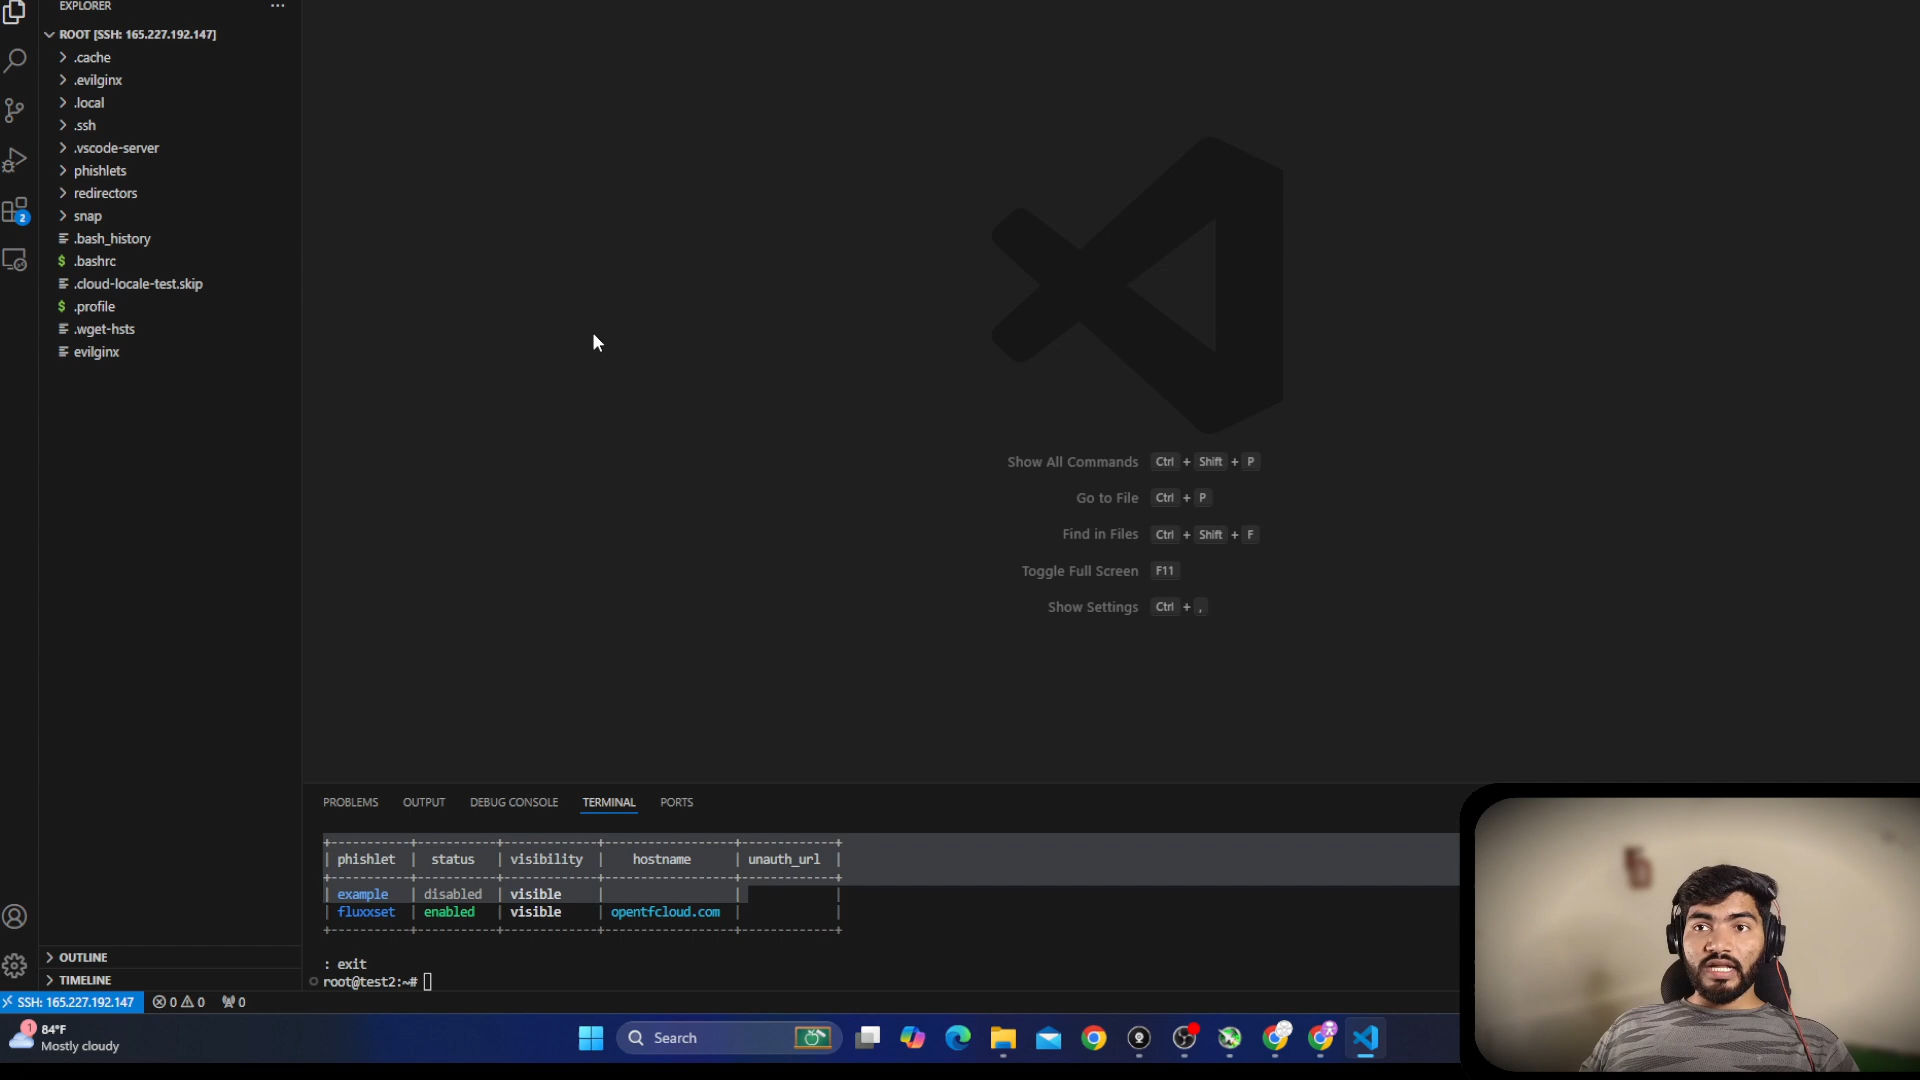 EXPLORER
ROOT [SSH: 165.227.192.147]
.cache
.evilginx
.local
.ssh
.vscode-server
phishlets
redirectors
snap
.bash_history
$ .bashrc
.cloud-locale-test.skip
$ .profile
.wget-hsts
evilginx
2
Show All Commands Ctrl + Shift + P
Go to File Ctrl + P
Find in Files Ctrl + Shift + F
Toggle Full Screen F11
Show Settings Ctrl + ,
PROBLEMS OUTPUT DEBUG CONSOLE TERMINAL PORTS
+----------+----------+------------+----------------+------------+
| phishlet | status | visibility | hostname | unauth_url |
+----------+----------+------------+----------------+------------+
| example | disabled | visible | | |
| fluxxset | enabled | visible | opentfcloud.com | |
+----------+----------+------------+----------------+------------+
: exit
root@test2:~#
OUTLINE
TIMELINE
SSH: 165.227.192.147 0 0 0
1
84°F
Mostly cloudy
Search